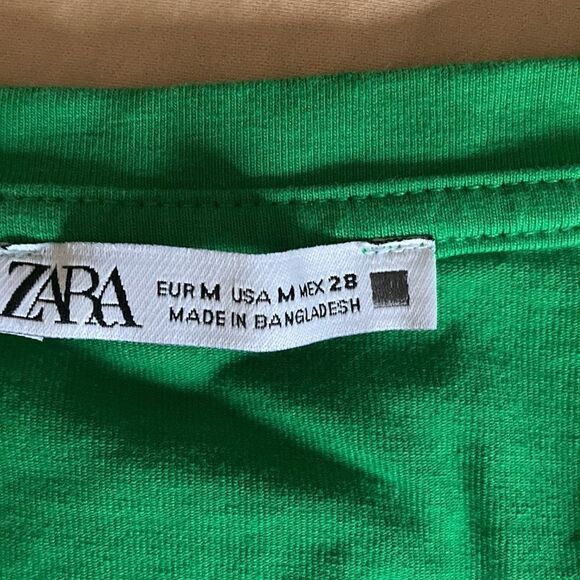 ZARA
EUR M USA M MEX 28
MADE IN BANGLADESH